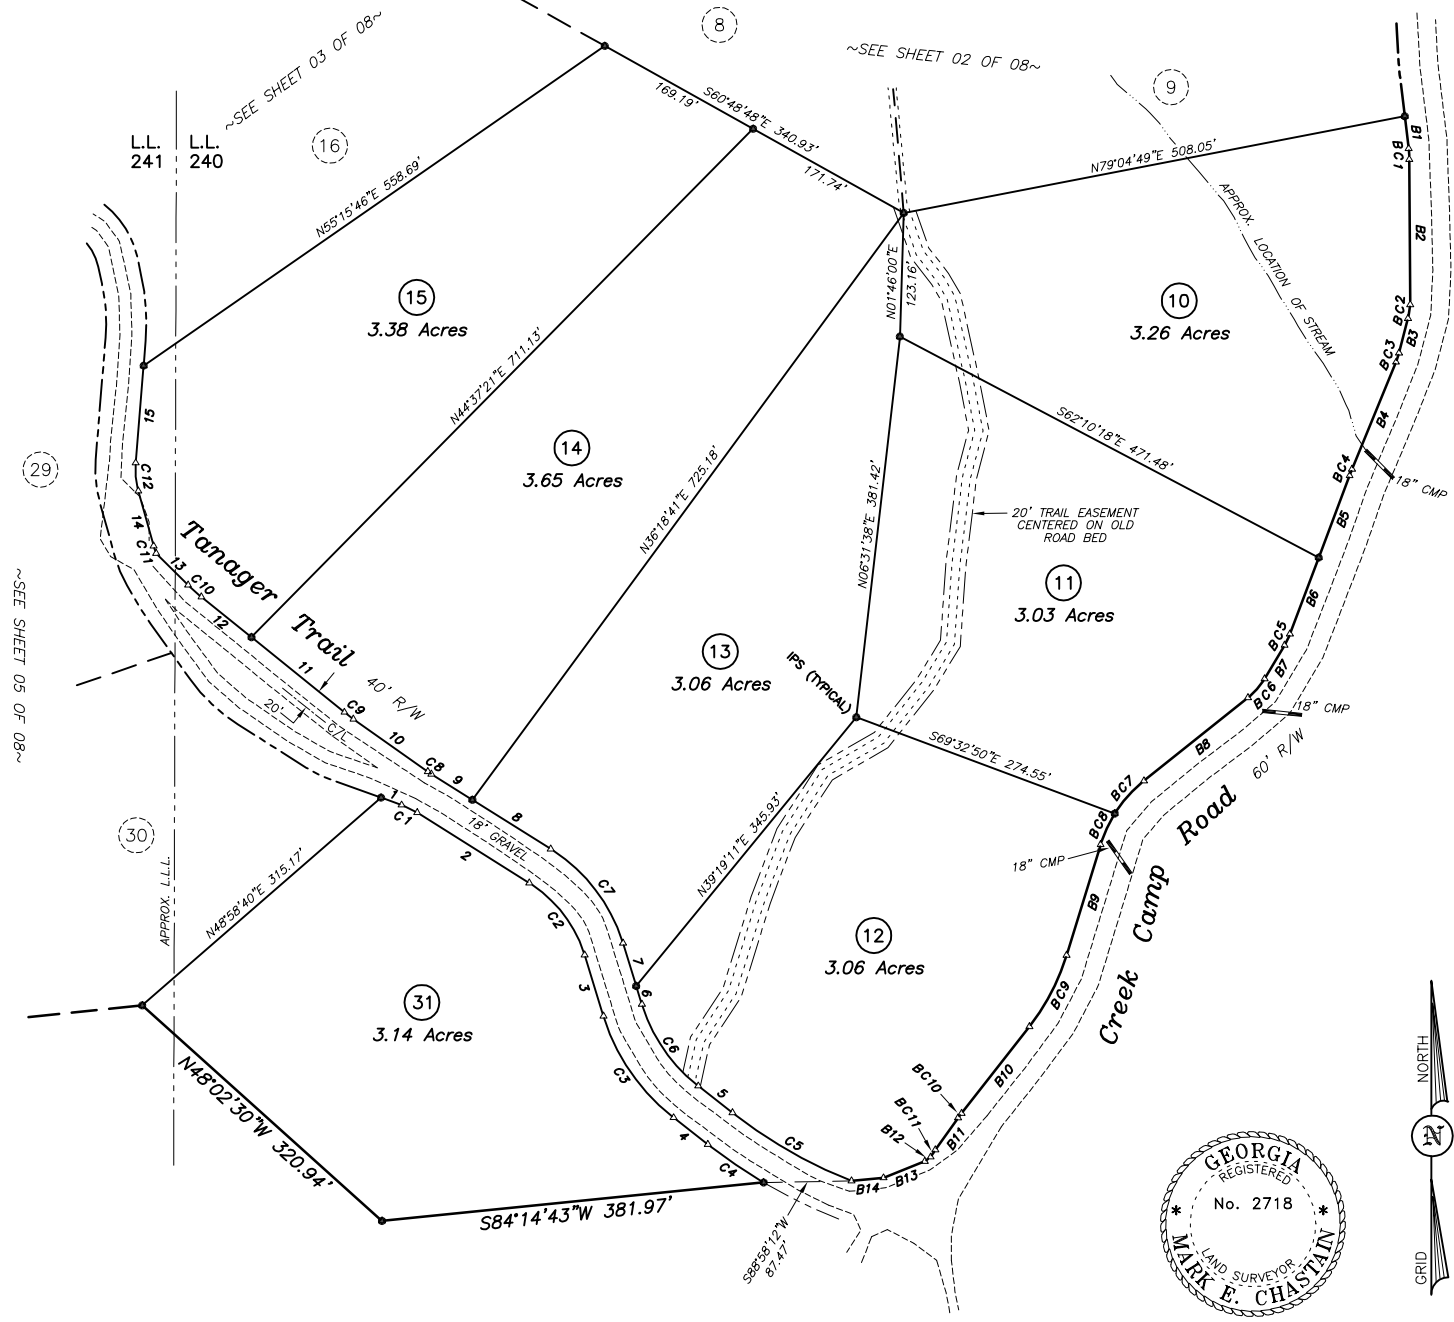 8
~SEE SHEET 03 OF 08~
~SEE SHEET 02 OF 08~
9
169.19'
S60°48'48"E 340.93'
171.74'
L.L. 241
L.L. 240
16
N79°04'49"E 508.05'
B1
BC1
N55°15'46"E 558.69'
APPROX. LOCATION OF STREAM
B2
N01°46'00"E
123.16'
15
3.38 Acres
10
3.26 Acres
BC2
B3
BC3
N44°37'21"E 711.13'
B4
15
S62°10'18"E 471.48'
14
3.65 Acres
29
C12
BC4
18" CMP
N36°18'41"E 725.18'
N06°31'38"E 381.42'
20' TRAIL EASEMENT
CENTERED ON OLD
ROAD BED
B5
14
C11
13
C10
Tanager
Trail
40' R/W
12
11
11
3.03 Acres
B6
~SEE SHEET 05 OF 08~
BC5
B7
BC6
18" CMP
13
3.06 Acres
IPS (TYPICAL)
20'
C/L
C9
10
S69°32'50"E 274.55'
B8
60' R/W
C8
9
BC7
1
C1
8
18' GRAVEL
BC8
Creek Camp Road
30
2
18" CMP
N39°19'11"E 345.93'
APPROX. L.L.L.
N48°58'40"E 315.17'
C7
C2
B9
12
3.06 Acres
7
3
6
31
3.14 Acres
BC9
C6
C3
N48°02'30"W 320.94'
BC10
B10
5
BC11
B12
B11
4
C5
C4
B13
B14
S84°14'43"W 381.97'
S88°58'12"W
87.47'
NORTH
N
GRID
GEORGIA
REGISTERED
No. 2718
* *
LAND SURVEYOR
MARK E. CHASTAIN